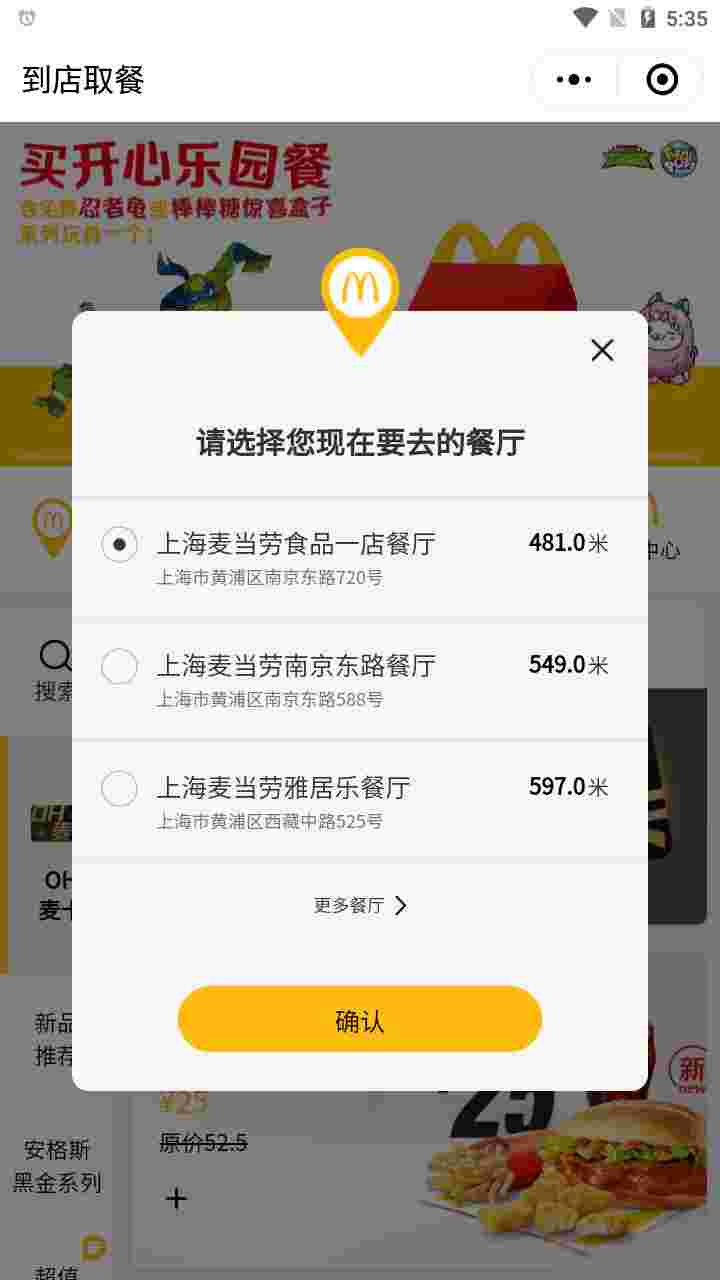 5:35
到店取餐
买开心乐园餐
忍者龟 棒棒糖惊喜盒子
系列玩具一个!
请选择您现在要去的餐厅
上海麦当劳食品一店餐厅 481.0米
上海市黄浦区南京东路720号
中心
上海麦当劳南京东路餐厅 549.0米
上海市黄浦区南京东路588号
搜索
上海麦当劳雅居乐餐厅 597.0米
上海市黄浦区西藏中路525号
OH
麦卡
更多餐厅
确认
新品
推荐
¥25
25
新
new
原价52.5
安格斯
黑金系列
+
超值